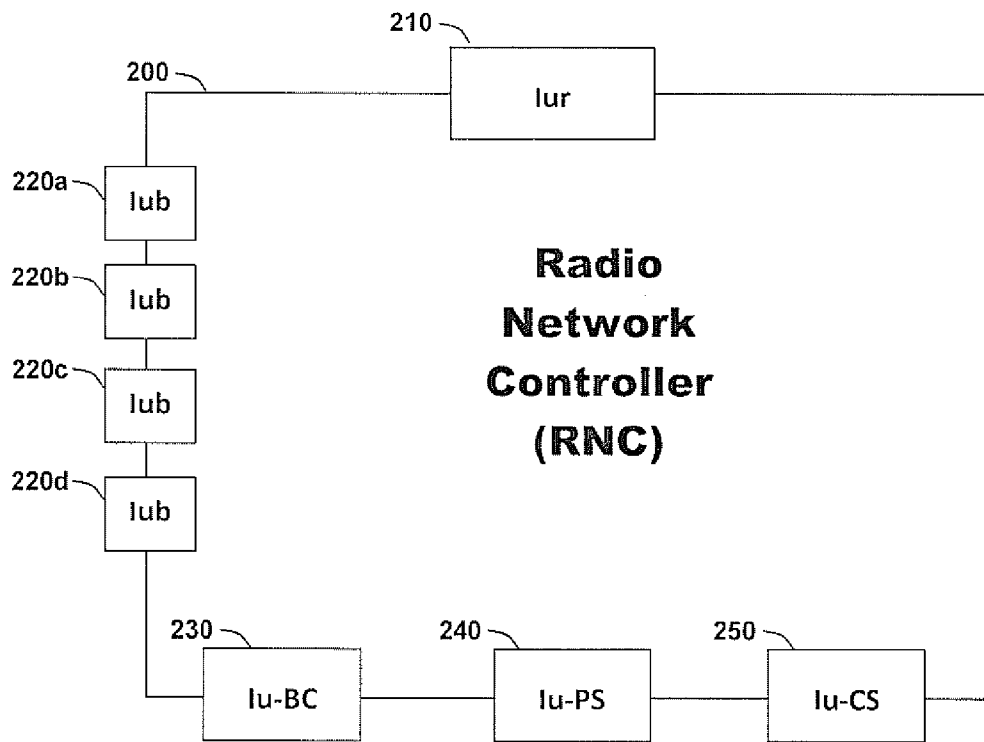 210
200
Iur
220a
Iub
220b
Iub
220c
Iub
220d
Iub
Radio
Network
Controller
(RNC)
230
240
250
Iu-BC
Iu-PS
Iu-CS